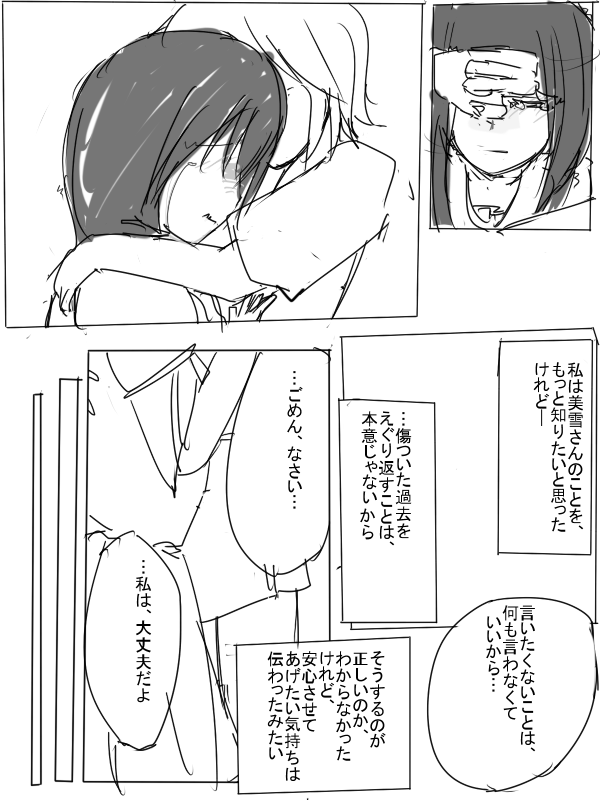 私は美雪さんのことを、
もっと知りたいと思った
けれど―
…傷ついた過去を
えぐり返すことは、
本意じゃないから
言いたくないことは、
何も言わなくて
いいから…
…ごめん、なさい…
そうするのが
正しいのか、
わからなかった
けれど、
安心させて
あげたい気持ちは
伝わったみたい
…私は、大丈夫だよ